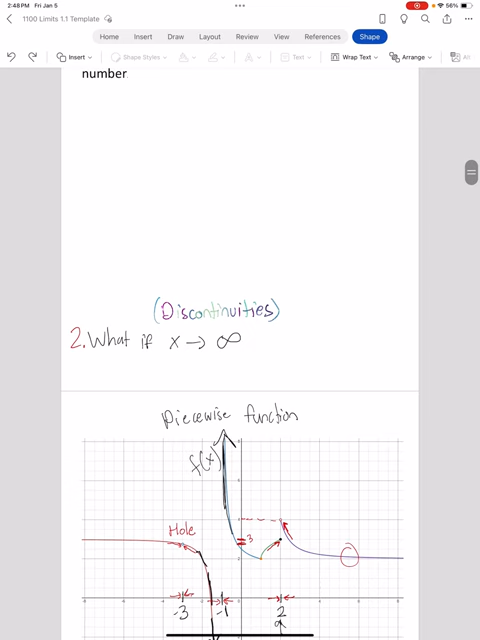 2:48 PM Fri Jan 5
56%
1100 Limits 1.1 Template
Home Insert Draw Layout Review View References Shape
Insert Shape Styles Text Wrap Text Arrange Alt
number.
(Discontinuities)
2. What if x → ∞
Piecewise function
f(x)
Hole
3
-3 -1 2